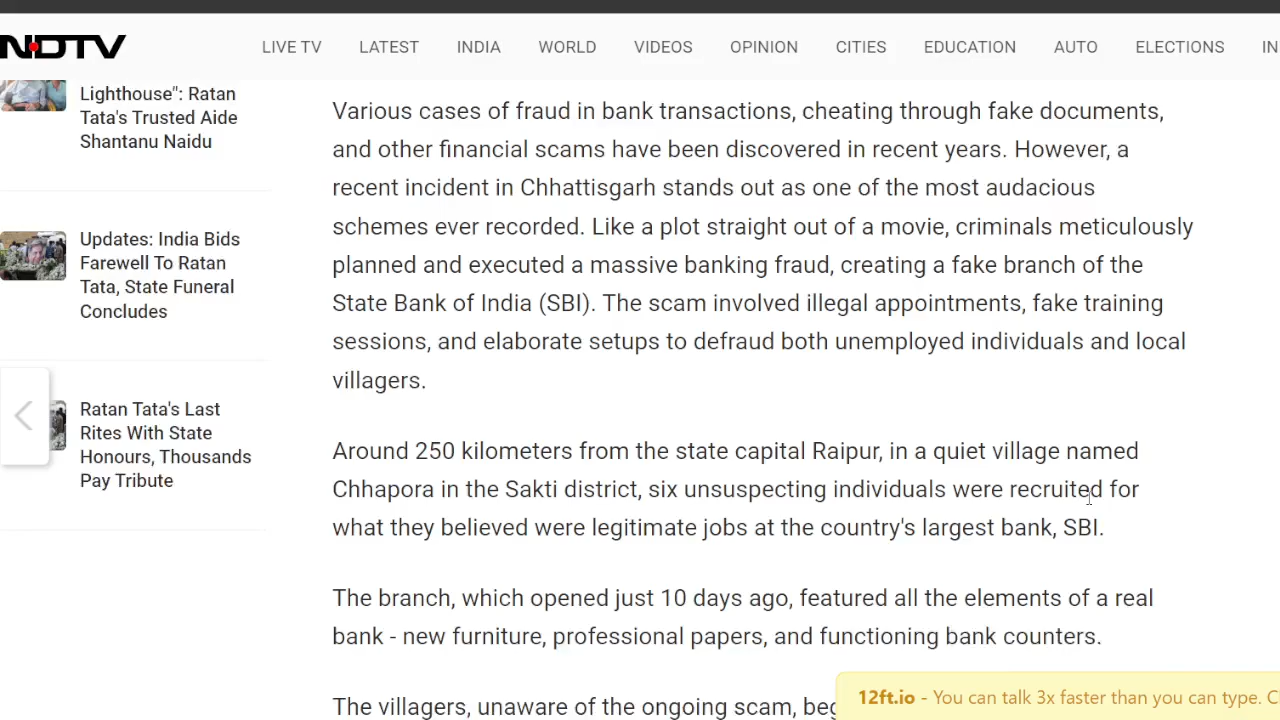 NDTV
LIVE TV LATEST INDIA WORLD VIDEOS OPINION CITIES EDUCATION AUTO ELECTIONS IN
Lighthouse": Ratan
Tata's Trusted Aide
Shantanu Naidu
Updates: India Bids
Farewell To Ratan
Tata, State Funeral
Concludes
Ratan Tata's Last
Rites With State
Honours, Thousands
Pay Tribute
Various cases of fraud in bank transactions, cheating through fake documents,
and other financial scams have been discovered in recent years. However, a
recent incident in Chhattisgarh stands out as one of the most audacious
schemes ever recorded. Like a plot straight out of a movie, criminals meticulously
planned and executed a massive banking fraud, creating a fake branch of the
State Bank of India (SBI). The scam involved illegal appointments, fake training
sessions, and elaborate setups to defraud both unemployed individuals and local
villagers.
Around 250 kilometers from the state capital Raipur, in a quiet village named
Chhapora in the Sakti district, six unsuspecting individuals were recruited for
what they believed were legitimate jobs at the country's largest bank, SBI.
The branch, which opened just 10 days ago, featured all the elements of a real
bank - new furniture, professional papers, and functioning bank counters.
The villagers, unaware of the ongoing scam, beg
12ft.io - You can talk 3x faster than you can type. C